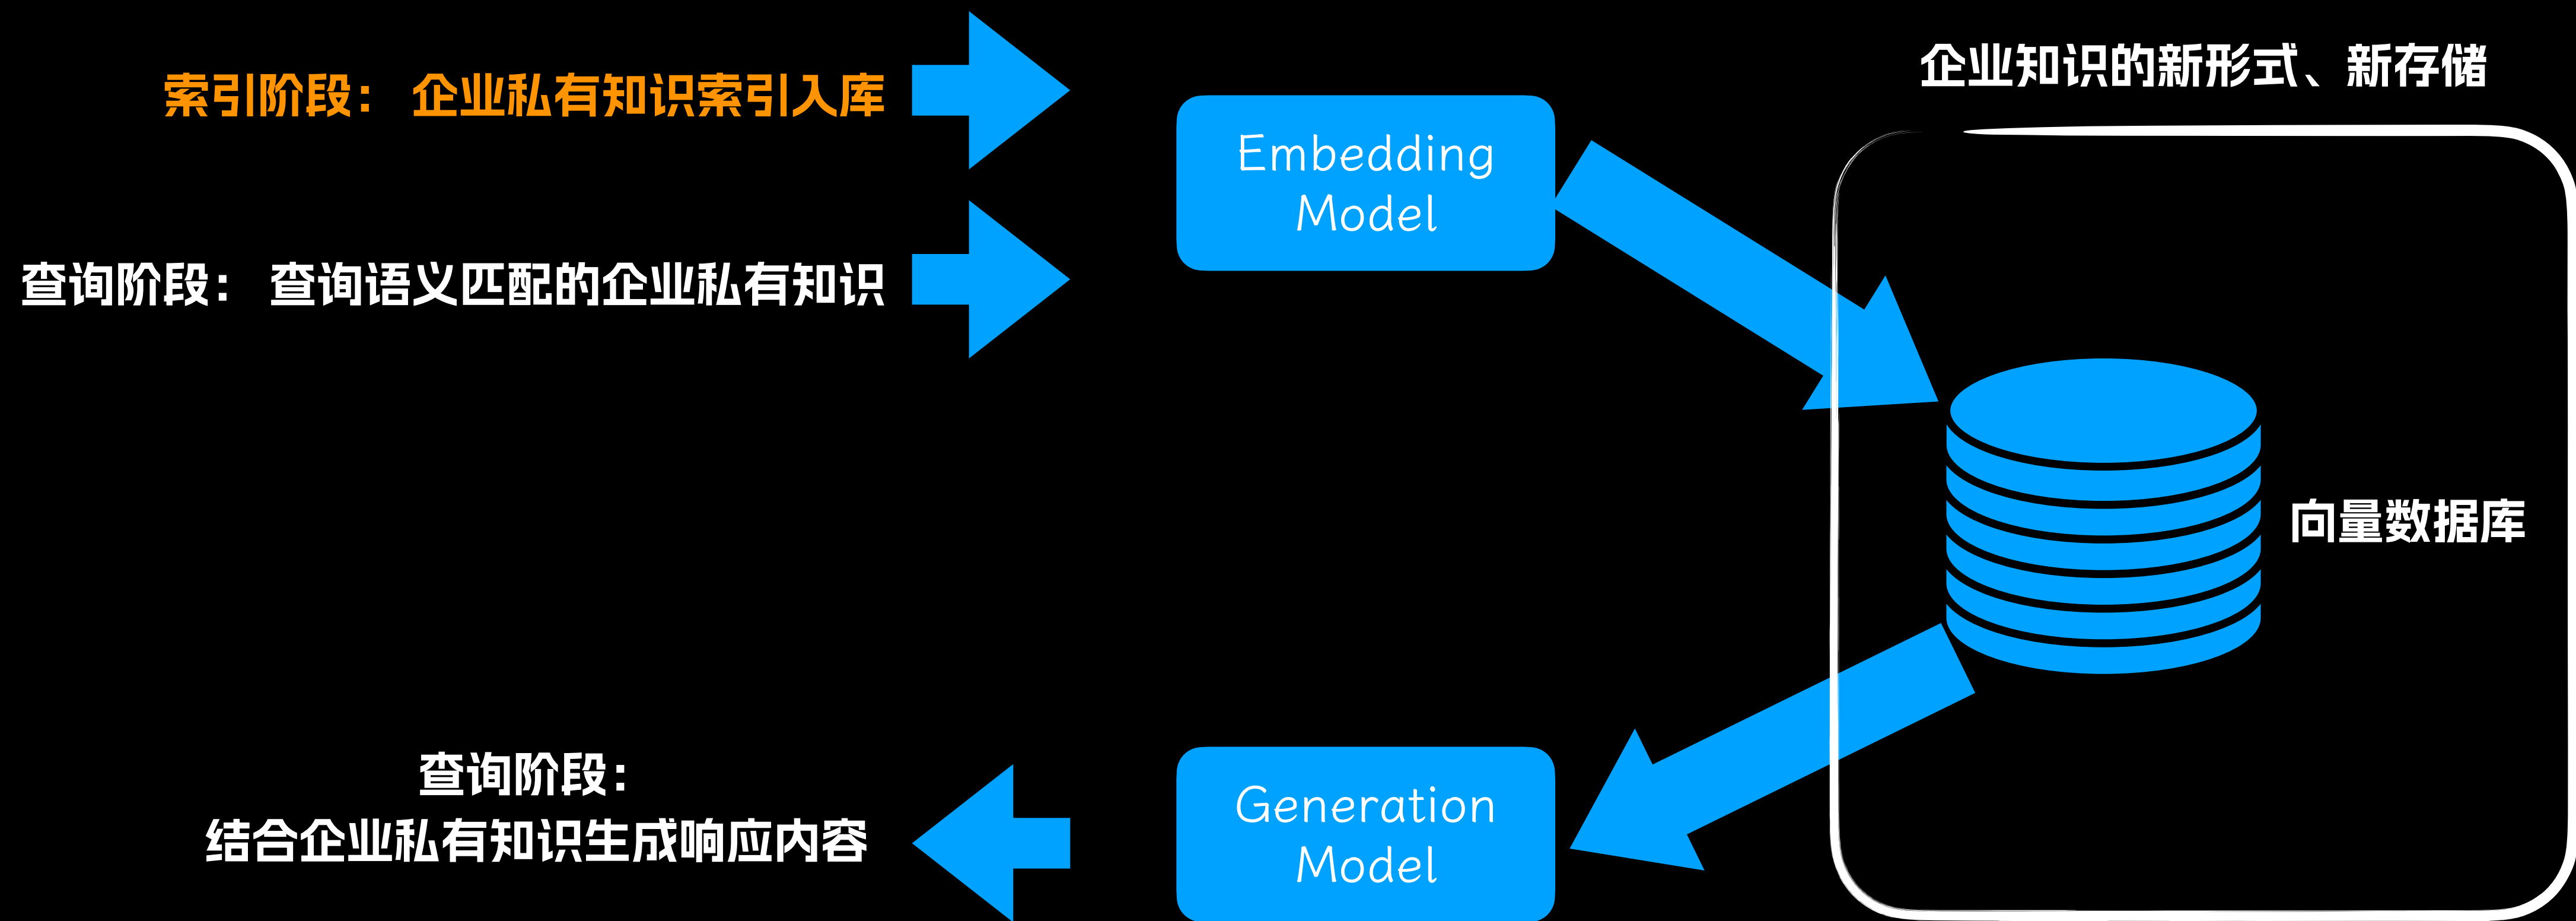 企业知识的新形式、新存储
索引阶段： 企业私有知识索引入库
Embedding
Model
查询阶段： 查询语义匹配的企业私有知识
向量数据库
查询阶段：
结合企业私有知识生成响应内容
Generation
Model